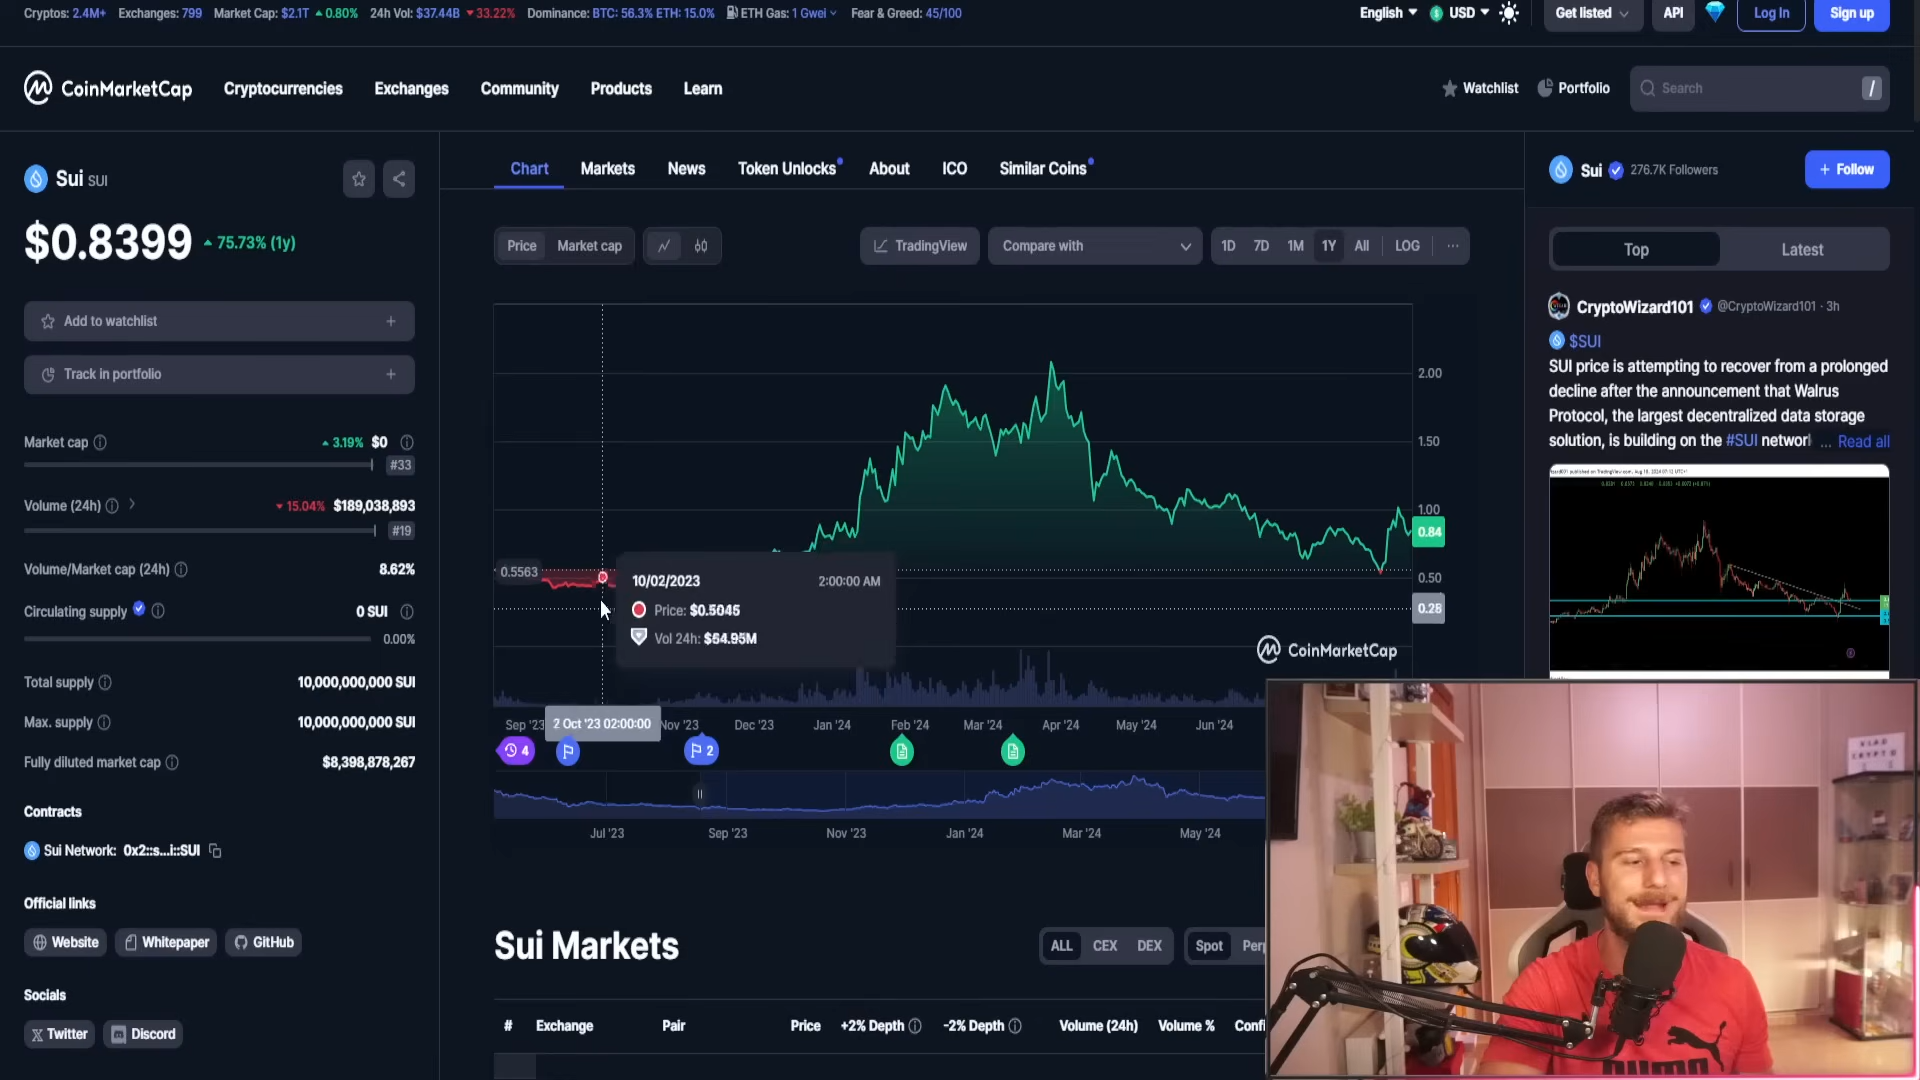 Cryptos: 2.4M+ Exchanges: 799 Market Cap: $2.1T 0.80% 24h Vol: $37.44B 33.22% Dominance: BTC: 56.3% ETH: 15.0% ETH Gas: 1 Gwei Fear & Greed: 45/100
English USD Get listed API Log In Sign up
CoinMarketCap Cryptocurrencies Exchanges Community Products Learn
Watchlist Portfolio Search /
Sui SUI
$0.8399 75.73% (1y)
Add to watchlist +
Track in portfolio +
Market cap 3.19% $0
#33
Volume (24h) 15.04% $189,038,893
#19
Volume/Market cap (24h) 8.62%
Circulating supply 0 SUI
0.00%
Total supply 10,000,000,000 SUI
Max. supply 10,000,000,000 SUI
Fully diluted market cap $8,398,878,267
Contracts
Sui Network: 0x2::s...i::SUI
Official links
Website Whitepaper GitHub
Socials
Twitter Discord
Chart Markets News Token Unlocks About ICO Similar Coins
Price Market cap TradingView Compare with 1D 7D 1M 1Y All LOG ...
2.00
1.50
1.00
0.84
0.50
0.28
0.5563
10/02/2023 2:00:00 AM
Price: $0.5045
Vol 24h: $64.95M
CoinMarketCap
Sep '23 2 Oct '23 02:00:00 Nov '23 Dec '23 Jan '24 Feb '24 Mar '24 Apr '24 May '24 Jun '24
4 2
Jul '23 Sep '23 Nov '23 Jan '24 Mar '24 May '24
Sui Markets ALL CEX DEX Spot Perp
# Exchange Pair Price +2% Depth -2% Depth Volume (24h) Volume % Confi
Sui 276.7K Followers + Follow
Top Latest
CryptoWizard101 @CryptoWizard101 · 3h
$SUI
SUI price is attempting to recover from a prolonged
decline after the announcement that Walrus
Protocol, the largest decentralized data storage
solution, is building on the #SUI network ... Read all
VLAD
CRYPTO
PUMA